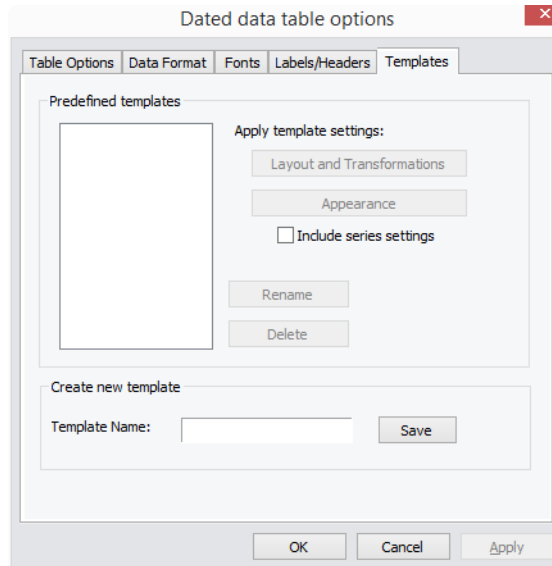 Dated data table options
Table Options Data Format Fonts Labels/Headers Templates
Predefined templates
Apply template settings:
Layout and Transformations
Appearance
Include series settings
Rename
Delete
Create new template
Template Name:
Save
OK Cancel Apply